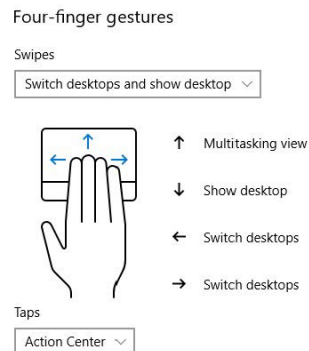 Four-finger gestures
Swipes
Switch desktops and show desktop
↑ Multitasking view
↓ Show desktop
← Switch desktops
→ Switch desktops
Taps
Action Center